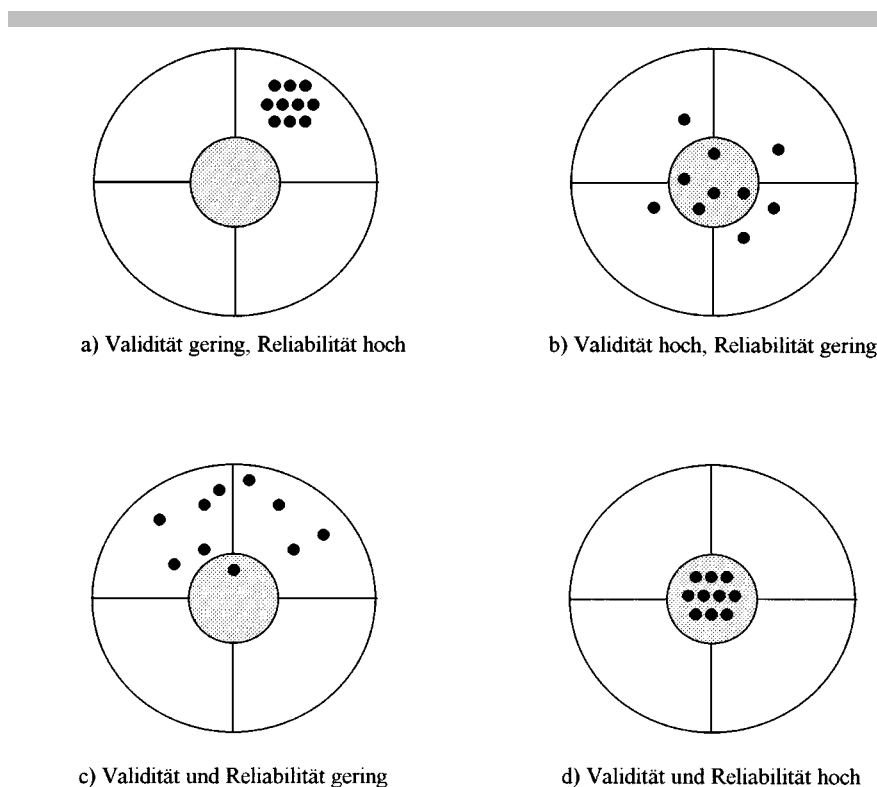 a) Validität gering, Reliabilität hoch
b) Validität hoch, Reliabilität gering
c) Validität und Reliabilität gering
d) Validität und Reliabilität hoch